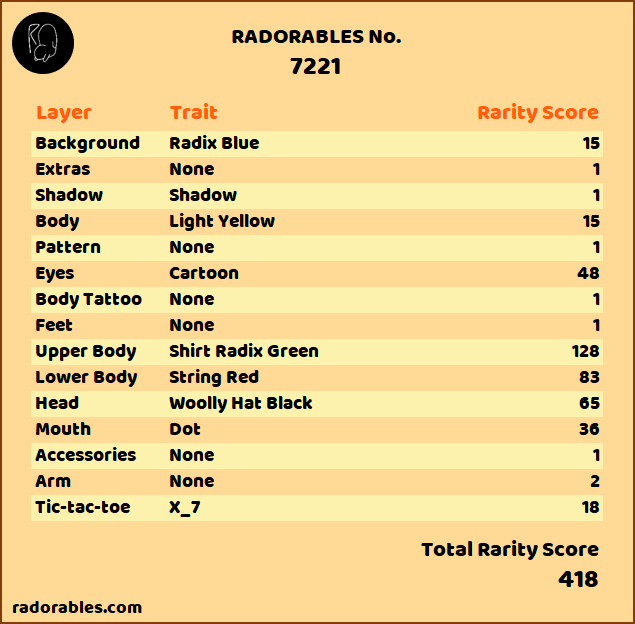 RADORABLES No.
7221
Layer Trait Rarity Score
Background Radix Blue 15
Extras None 1
Shadow Shadow 1
Body Light Yellow 15
Pattern None 1
Eyes Cartoon 48
Body Tattoo None 1
Feet None 1
Upper Body Shirt Radix Green 128
Lower Body String Red 83
Head Woolly Hat Black 65
Mouth Dot 36
Accessories None 1
Arm None 2
Tic-tac-toe X_7 18
Total Rarity Score
418
radorables.com